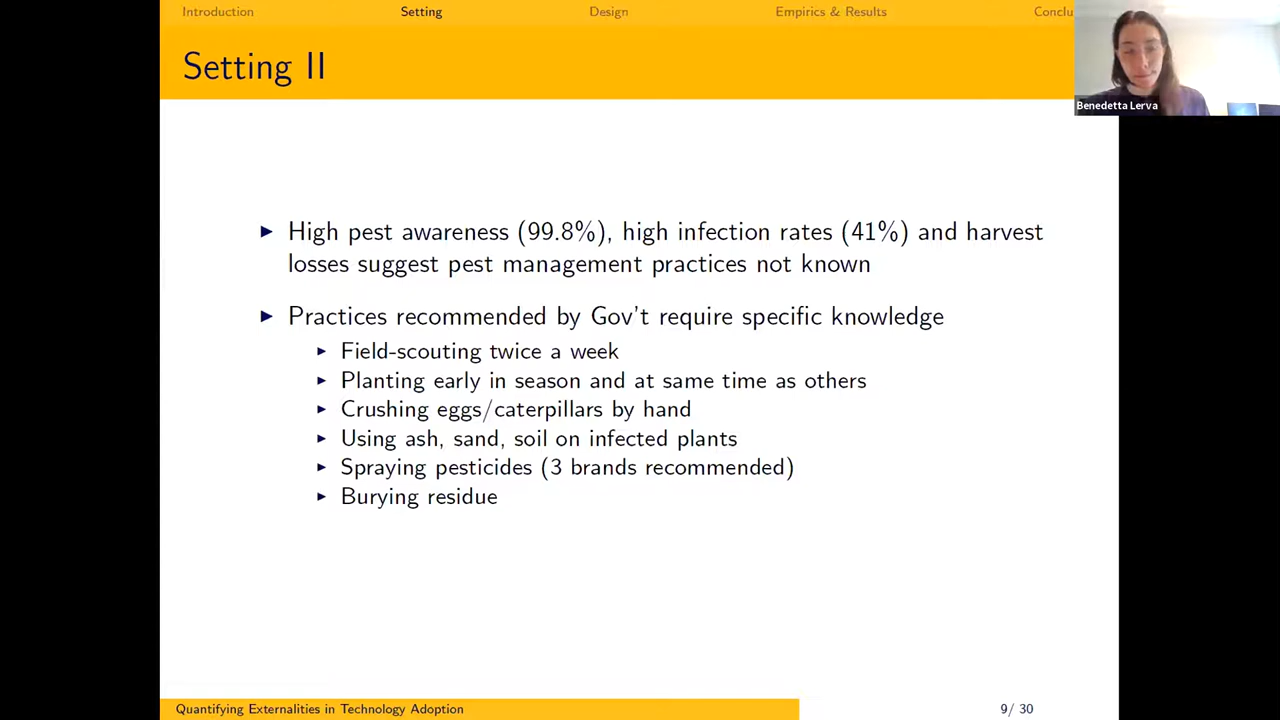 Introduction Setting Design Empirics & Results Conclu
Setting II
Benedetta Lerva
► High pest awareness (99.8%), high infection rates (41%) and harvest
losses suggest pest management practices not known
► Practices recommended by Gov't require specific knowledge
► Field-scouting twice a week
► Planting early in season and at same time as others
► Crushing eggs/caterpillars by hand
► Using ash, sand, soil on infected plants
► Spraying pesticides (3 brands recommended)
► Burying residue
Quantifying Externalities in Technology Adoption 9/ 30